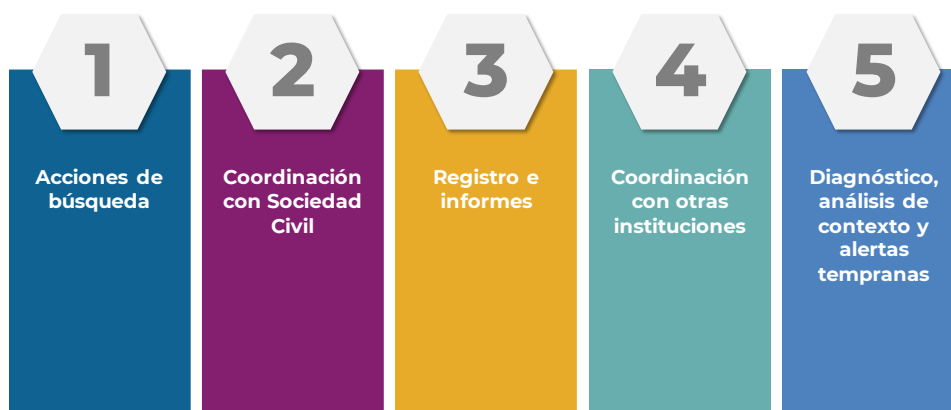 1
Acciones de
búsqueda
2
Coordinación
con Sociedad
Civil
3
Registro e
informes
4
Coordinación
con otras
instituciones
5
Diagnóstico,
análisis de
contexto y
alertas
tempranas